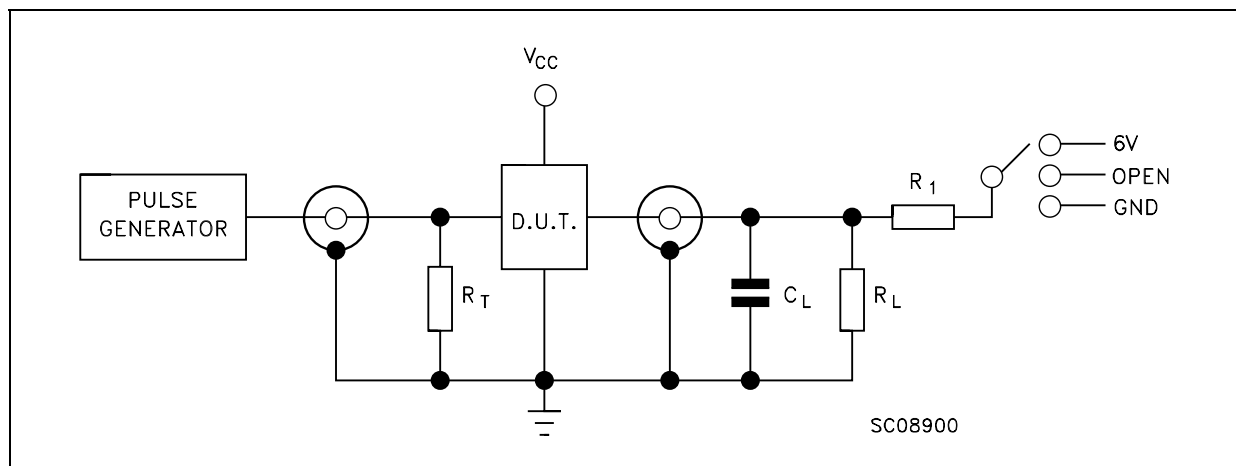 VCC
PULSE
GENERATOR
D.U.T.
RT
CL
RL
R1
6V
OPEN
GND
SC08900